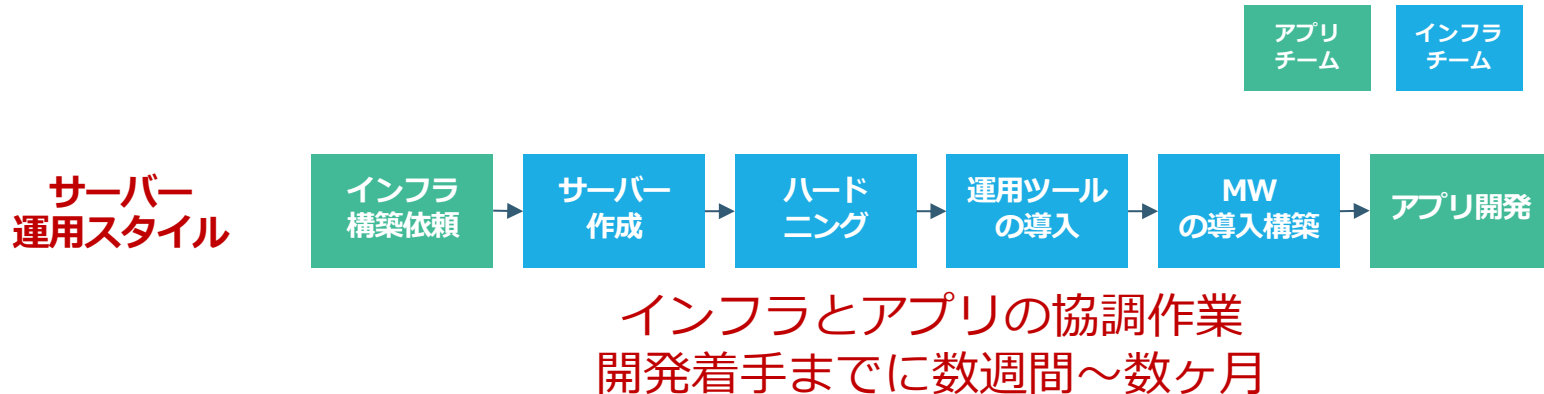 アプリ
チーム
インフラ
チーム
サーバー
運用スタイル
インフラ
構築依頼
サーバー
作成
ハード
ニング
運用ツール
の導入
MW
の導入構築
アプリ開発
インフラとアプリの協調作業
開発着手までに数週間～数ヶ月